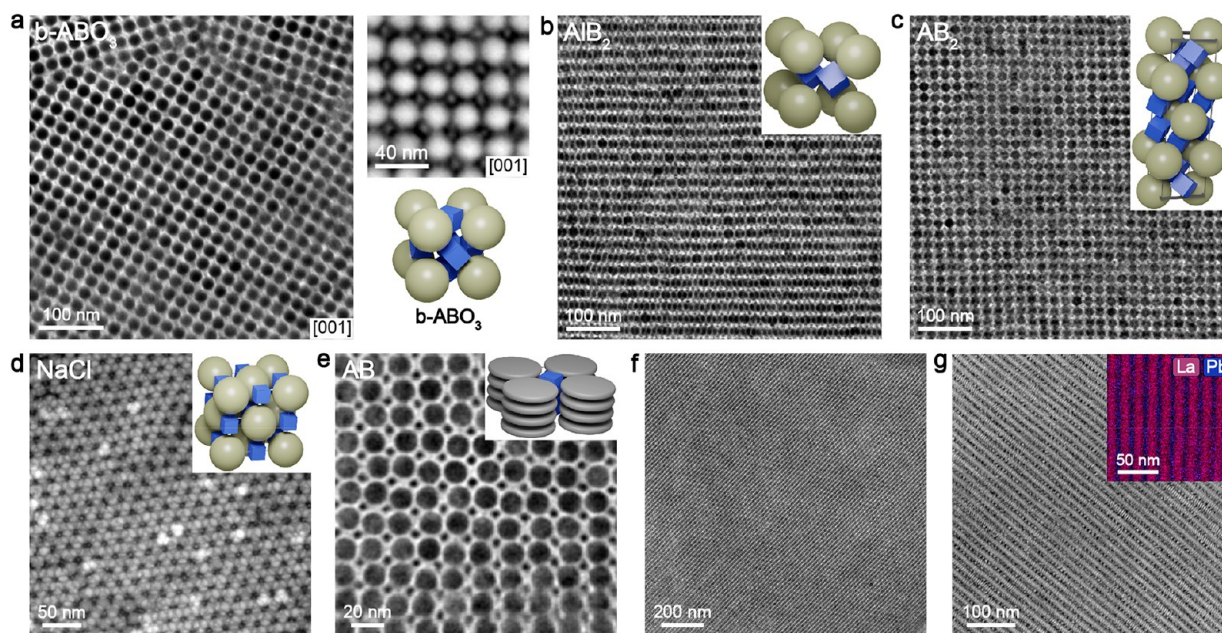 a
b-ABO₃
100 nm
[001]
40 nm
[001]
b-ABO₃
b
AlB₂
100 nm
c
AB₂
100 nm
d
NaCl
50 nm
e
AB
20 nm
f
200 nm
g
La
Pb
50 nm
100 nm